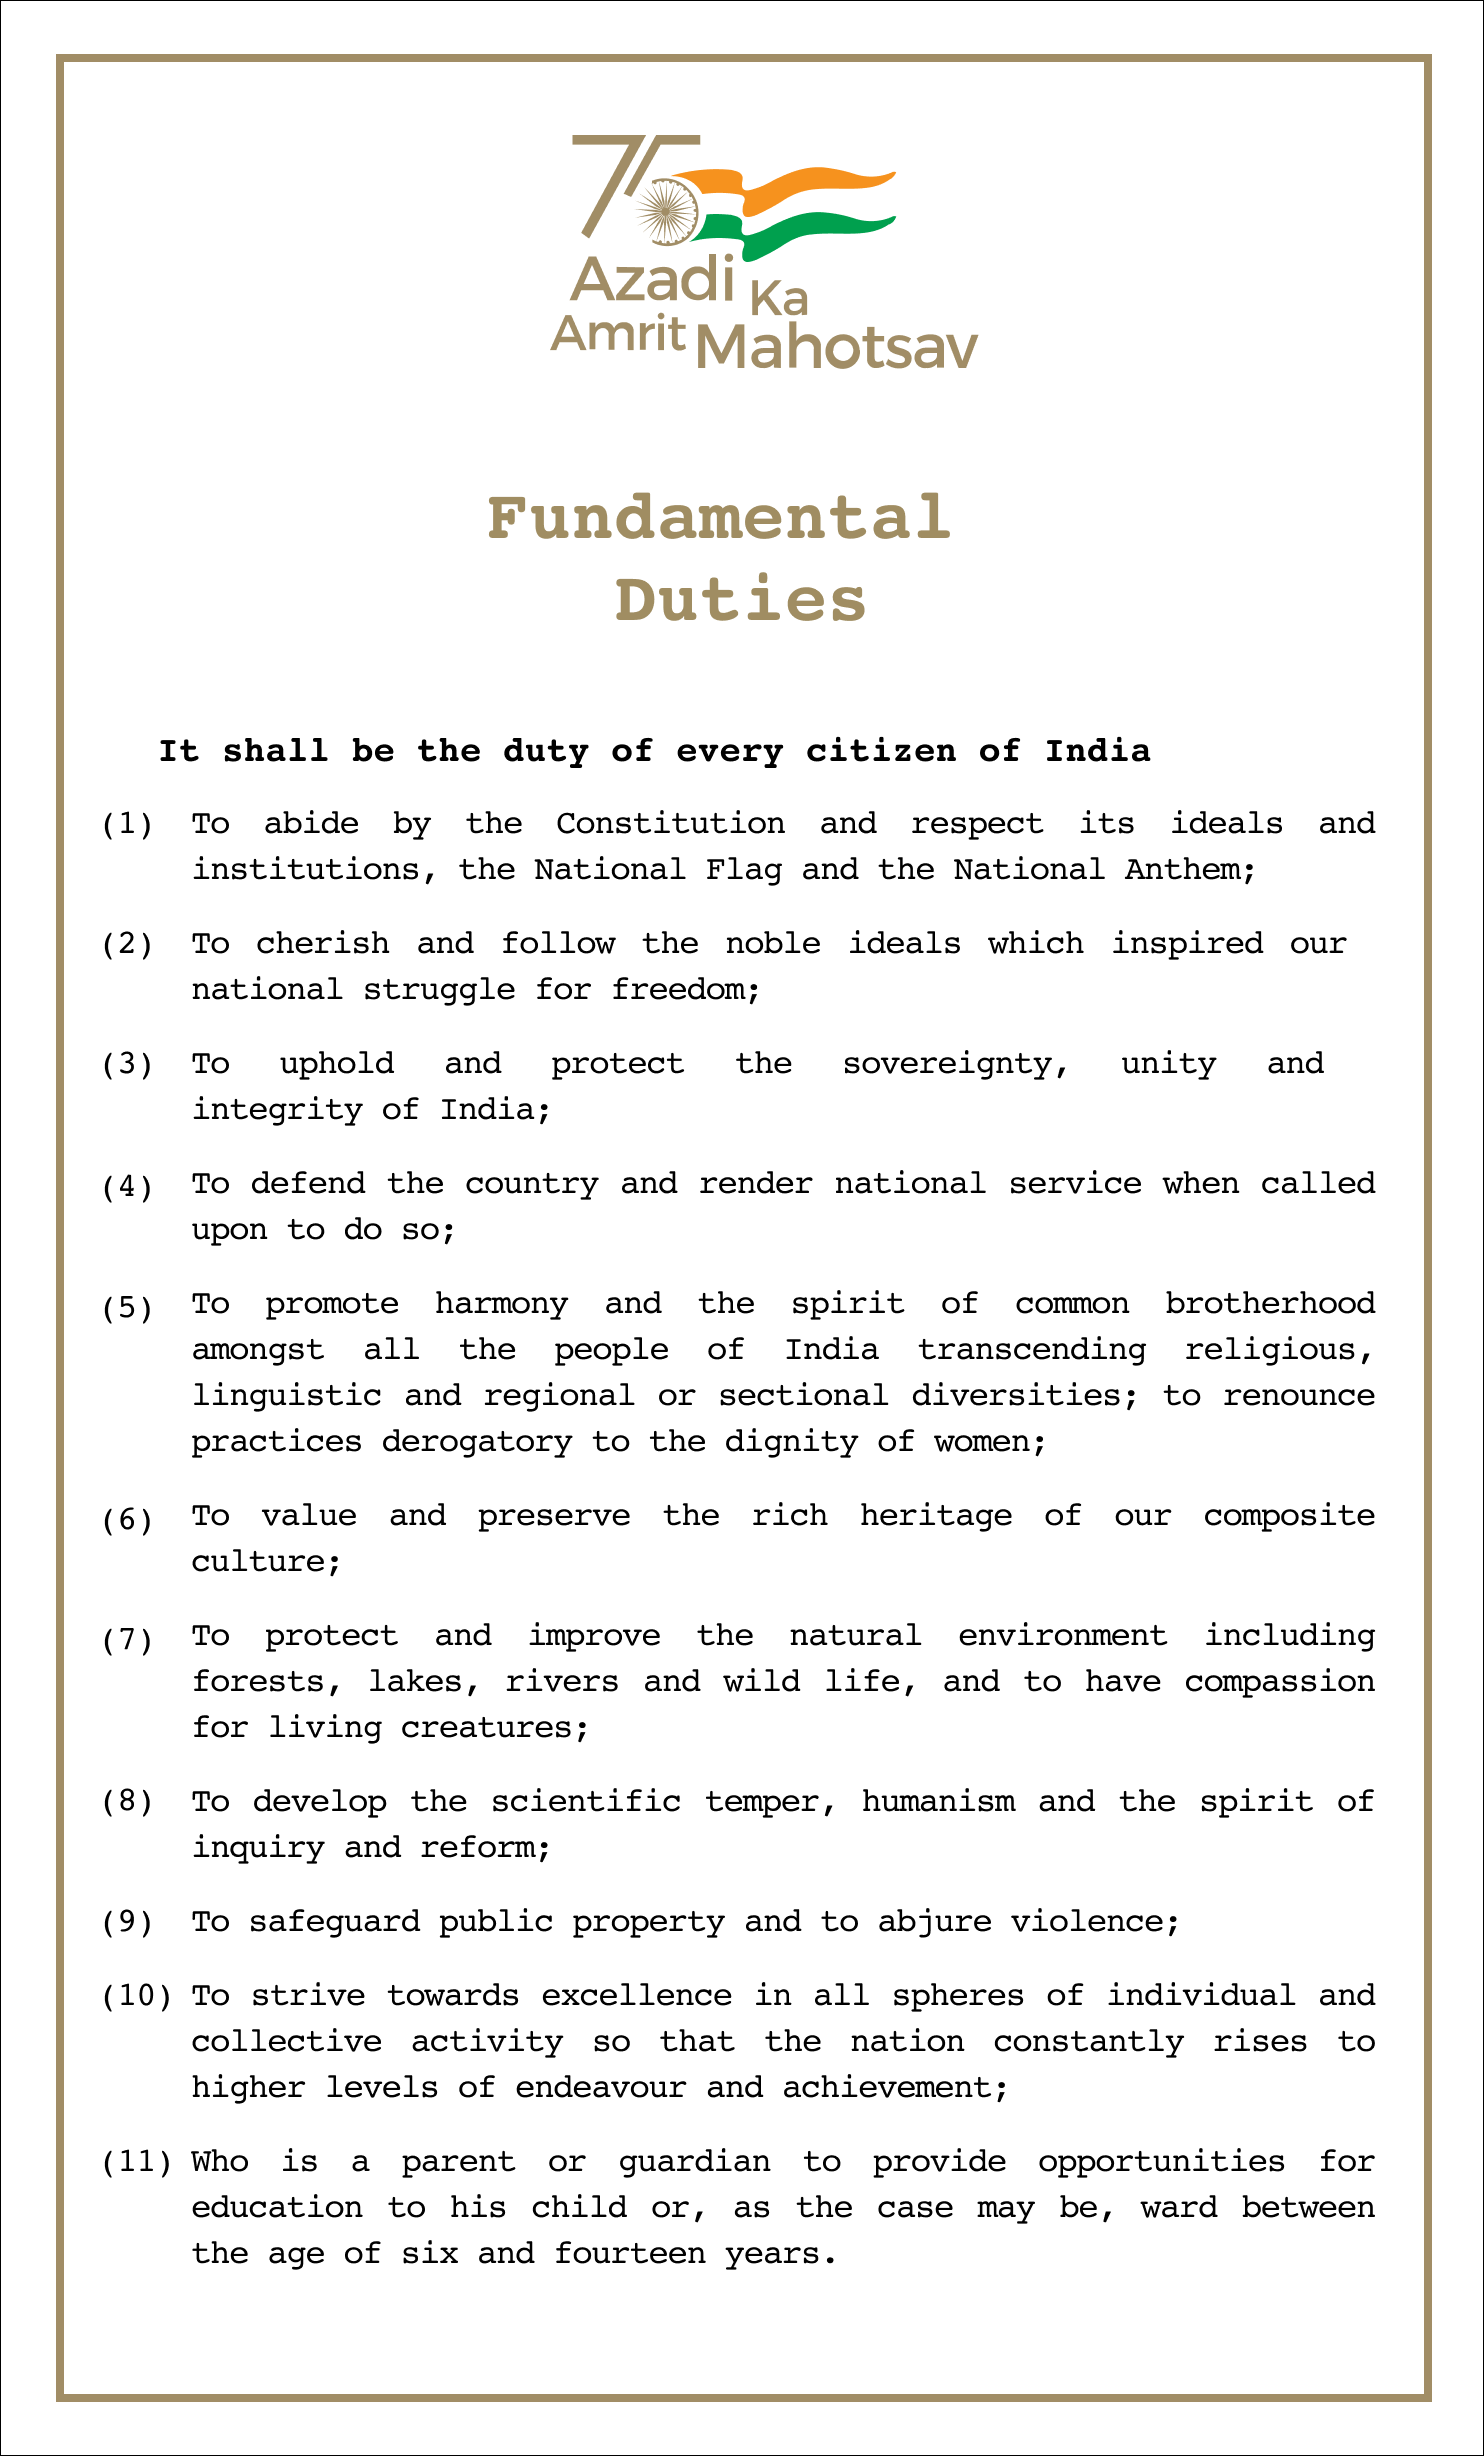 75
Azadi Ka
Amrit Mahotsav
Fundamental
Duties
It shall be the duty of every citizen of India
(1) To abide by the Constitution and respect its ideals and
institutions, the National Flag and the National Anthem;
(2) To cherish and follow the noble ideals which inspired our
national struggle for freedom;
(3) To uphold and protect the sovereignty, unity and
integrity of India;
(4) To defend the country and render national service when called
upon to do so;
(5) To promote harmony and the spirit of common brotherhood
amongst all the people of India transcending religious,
linguistic and regional or sectional diversities; to renounce
practices derogatory to the dignity of women;
(6) To value and preserve the rich heritage of our composite
culture;
(7) To protect and improve the natural environment including
forests, lakes, rivers and wild life, and to have compassion
for living creatures;
(8) To develop the scientific temper, humanism and the spirit of
inquiry and reform;
(9) To safeguard public property and to abjure violence;
(10) To strive towards excellence in all spheres of individual and
collective activity so that the nation constantly rises to
higher levels of endeavour and achievement;
(11) Who is a parent or guardian to provide opportunities for
education to his child or, as the case may be, ward between
the age of six and fourteen years.